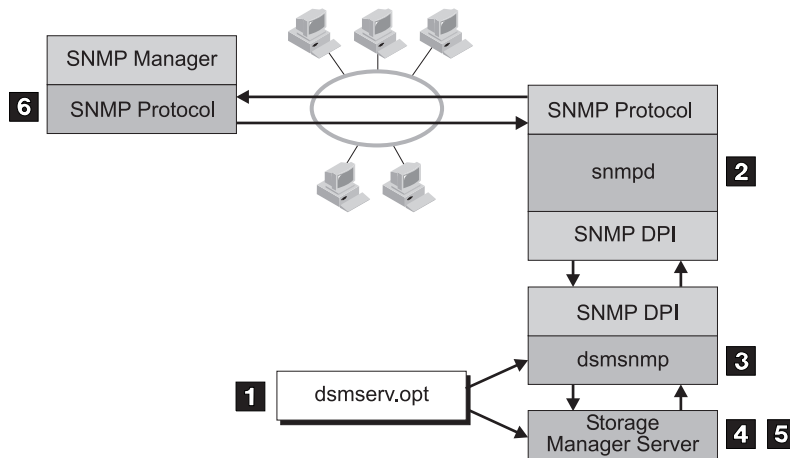 SNMP Manager
6
SNMP Protocol
SNMP Protocol
snmpd
2
SNMP DPI
SNMP DPI
dsmsnmp
3
1
dsmserv.opt
Storage
Manager Server
4 5